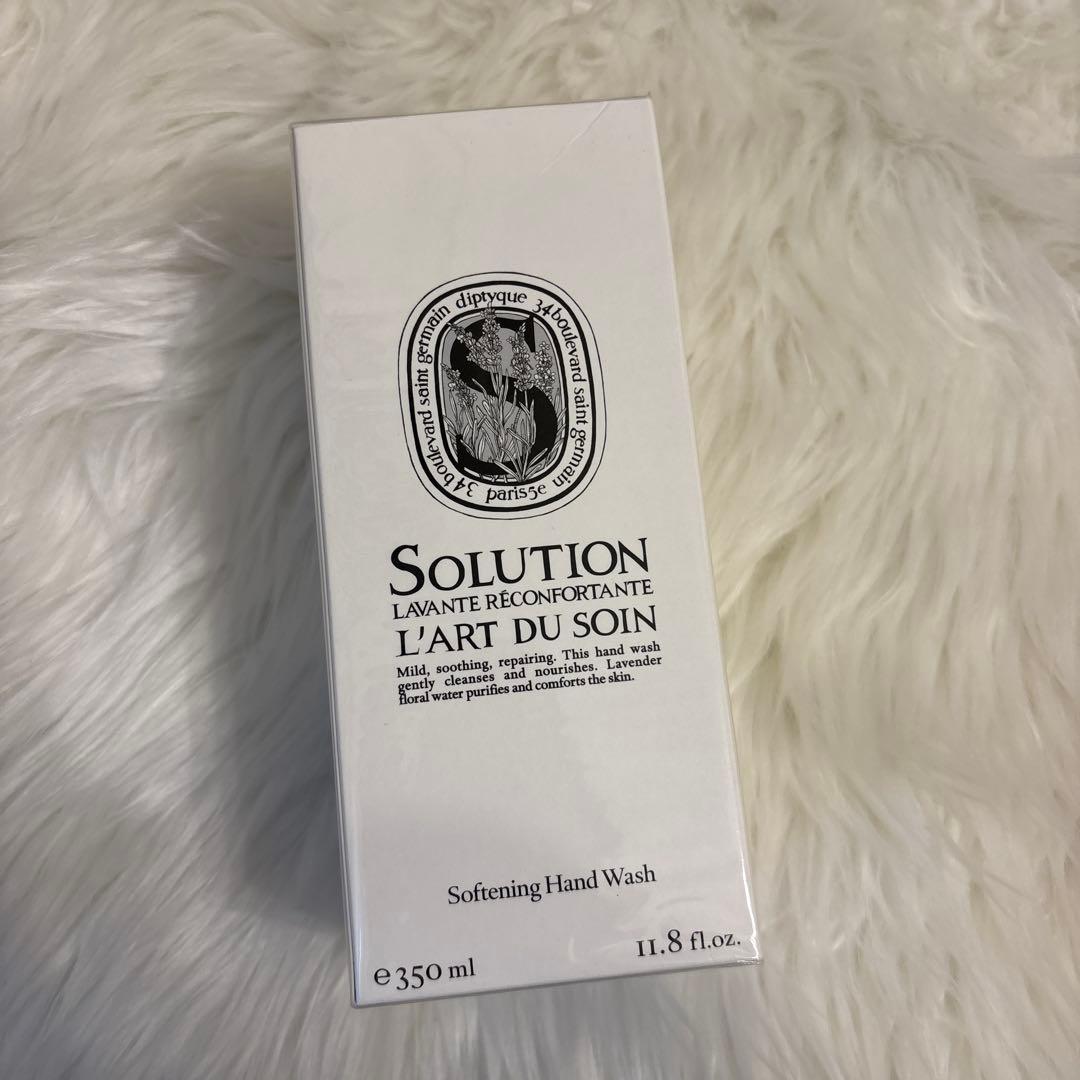 diptyque 34 boulevard saint germain paris5e 34 boulevard saint germain
S
SOLUTION
LAVANTE RÉCONFORTANTE
L'ART DU SOIN
Mild, soothing, repairing. This hand wash
gently cleanses and nourishes. Lavender
floral water purifies and comforts the skin.
Softening Hand Wash
℮350 ml
11.8 fl.oz.